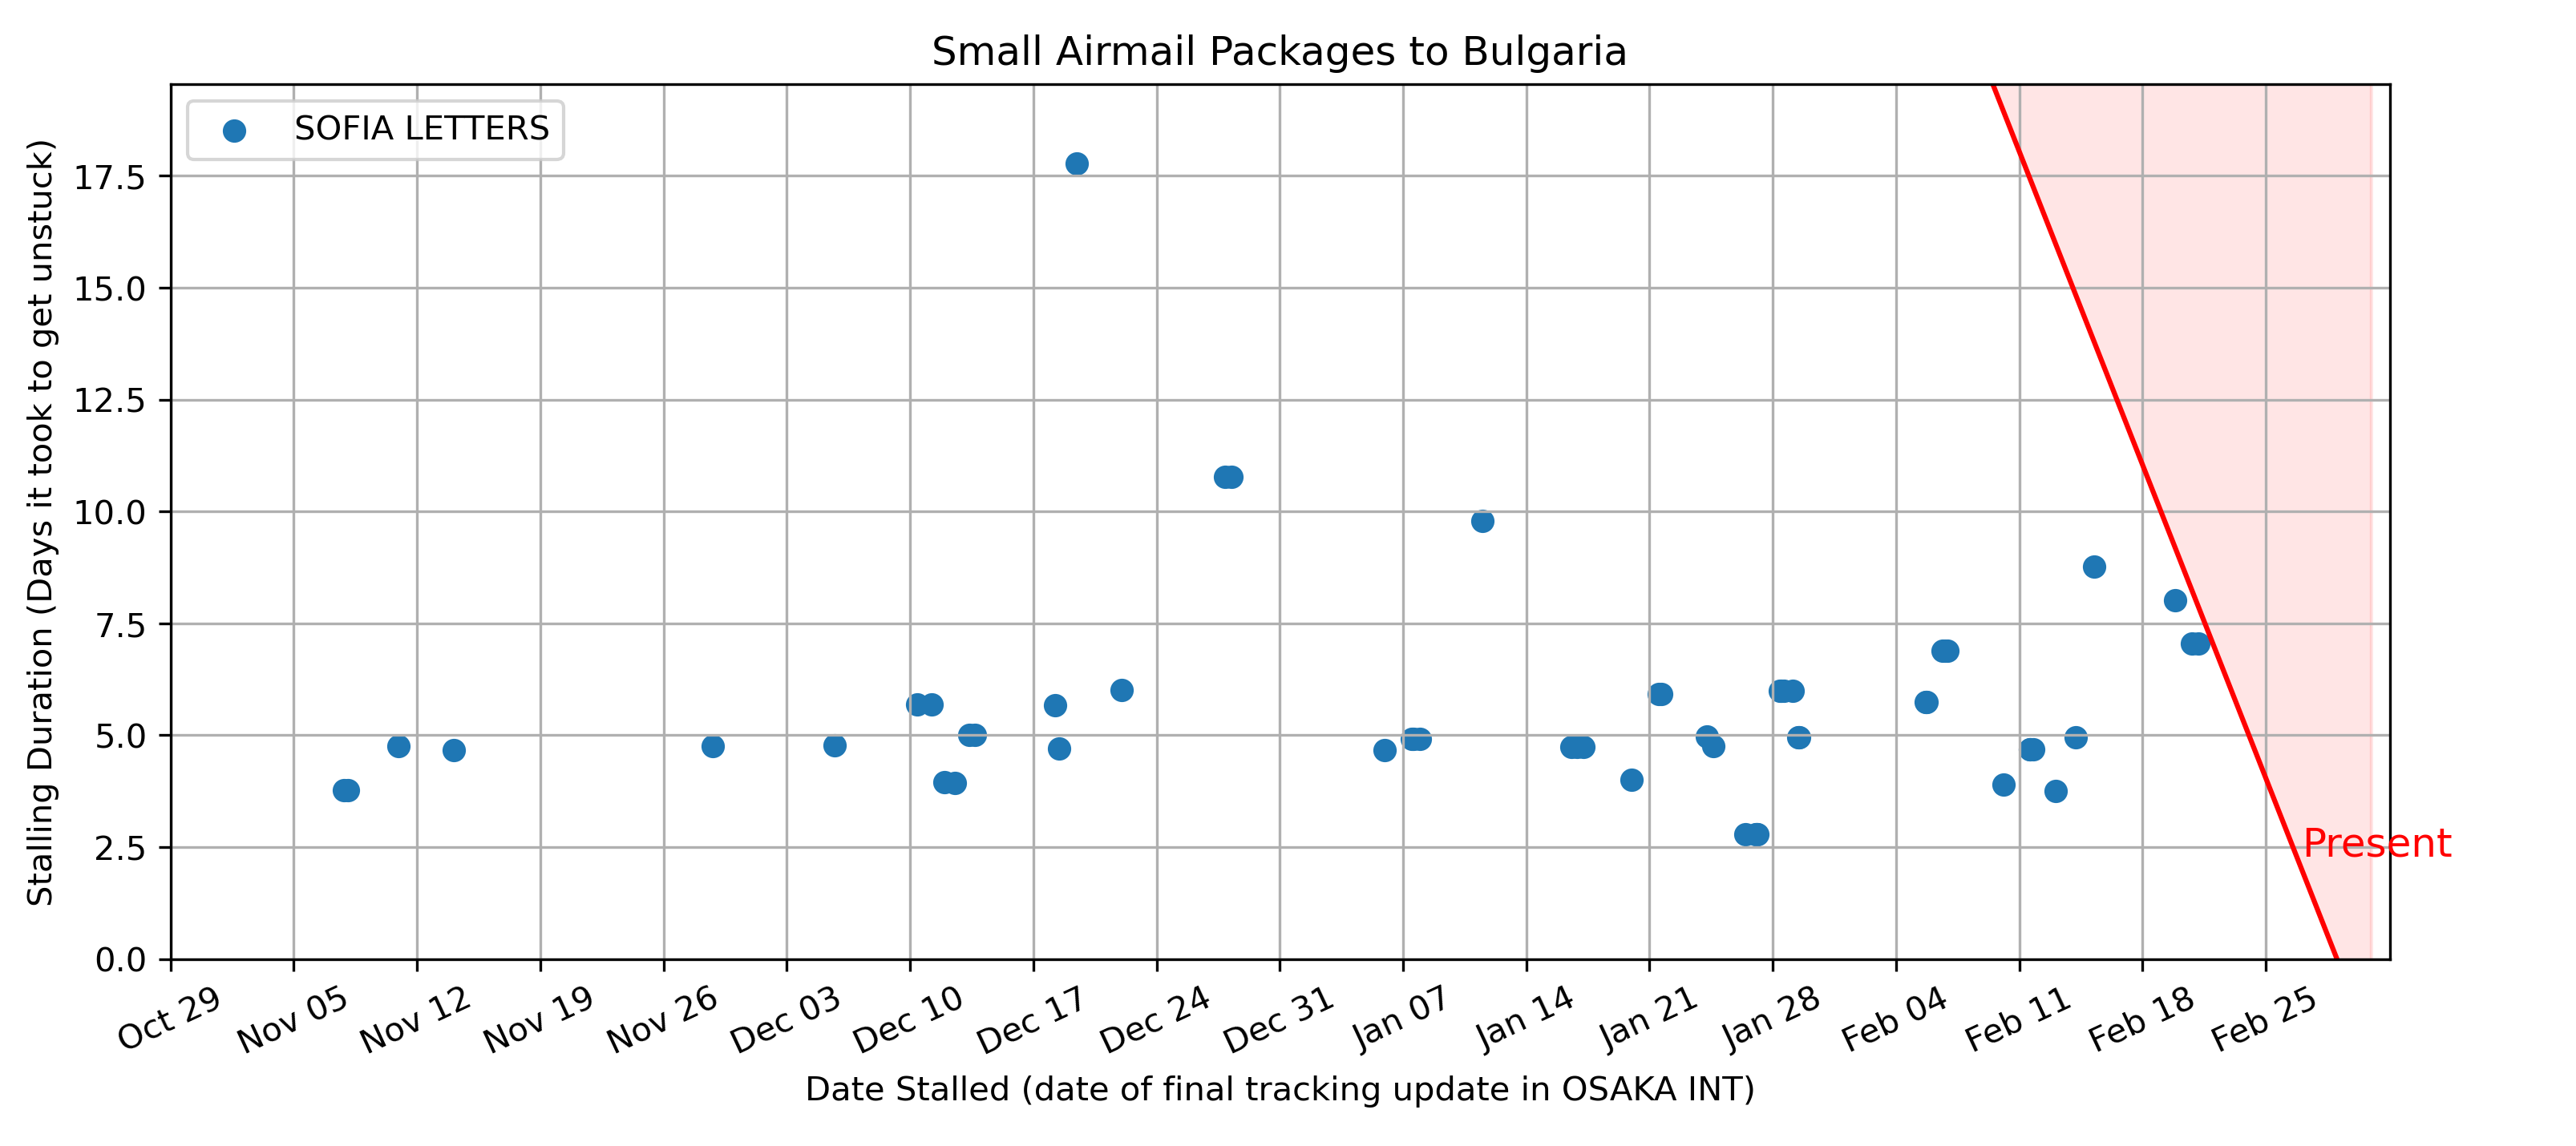 Small Airmail Packages to Bulgaria
SOFIA LETTERS
Stalling Duration (Days it took to get unstuck)
17.5
15.0
12.5
10.0
7.5
5.0
2.5
0.0
Present
Oct 29 Nov 05 Nov 12 Nov 19 Nov 26 Dec 03 Dec 10 Dec 17 Dec 24 Dec 31 Jan 07 Jan 14 Jan 21 Jan 28 Feb 04 Feb 11 Feb 18 Feb 25
Date Stalled (date of final tracking update in OSAKA INT)